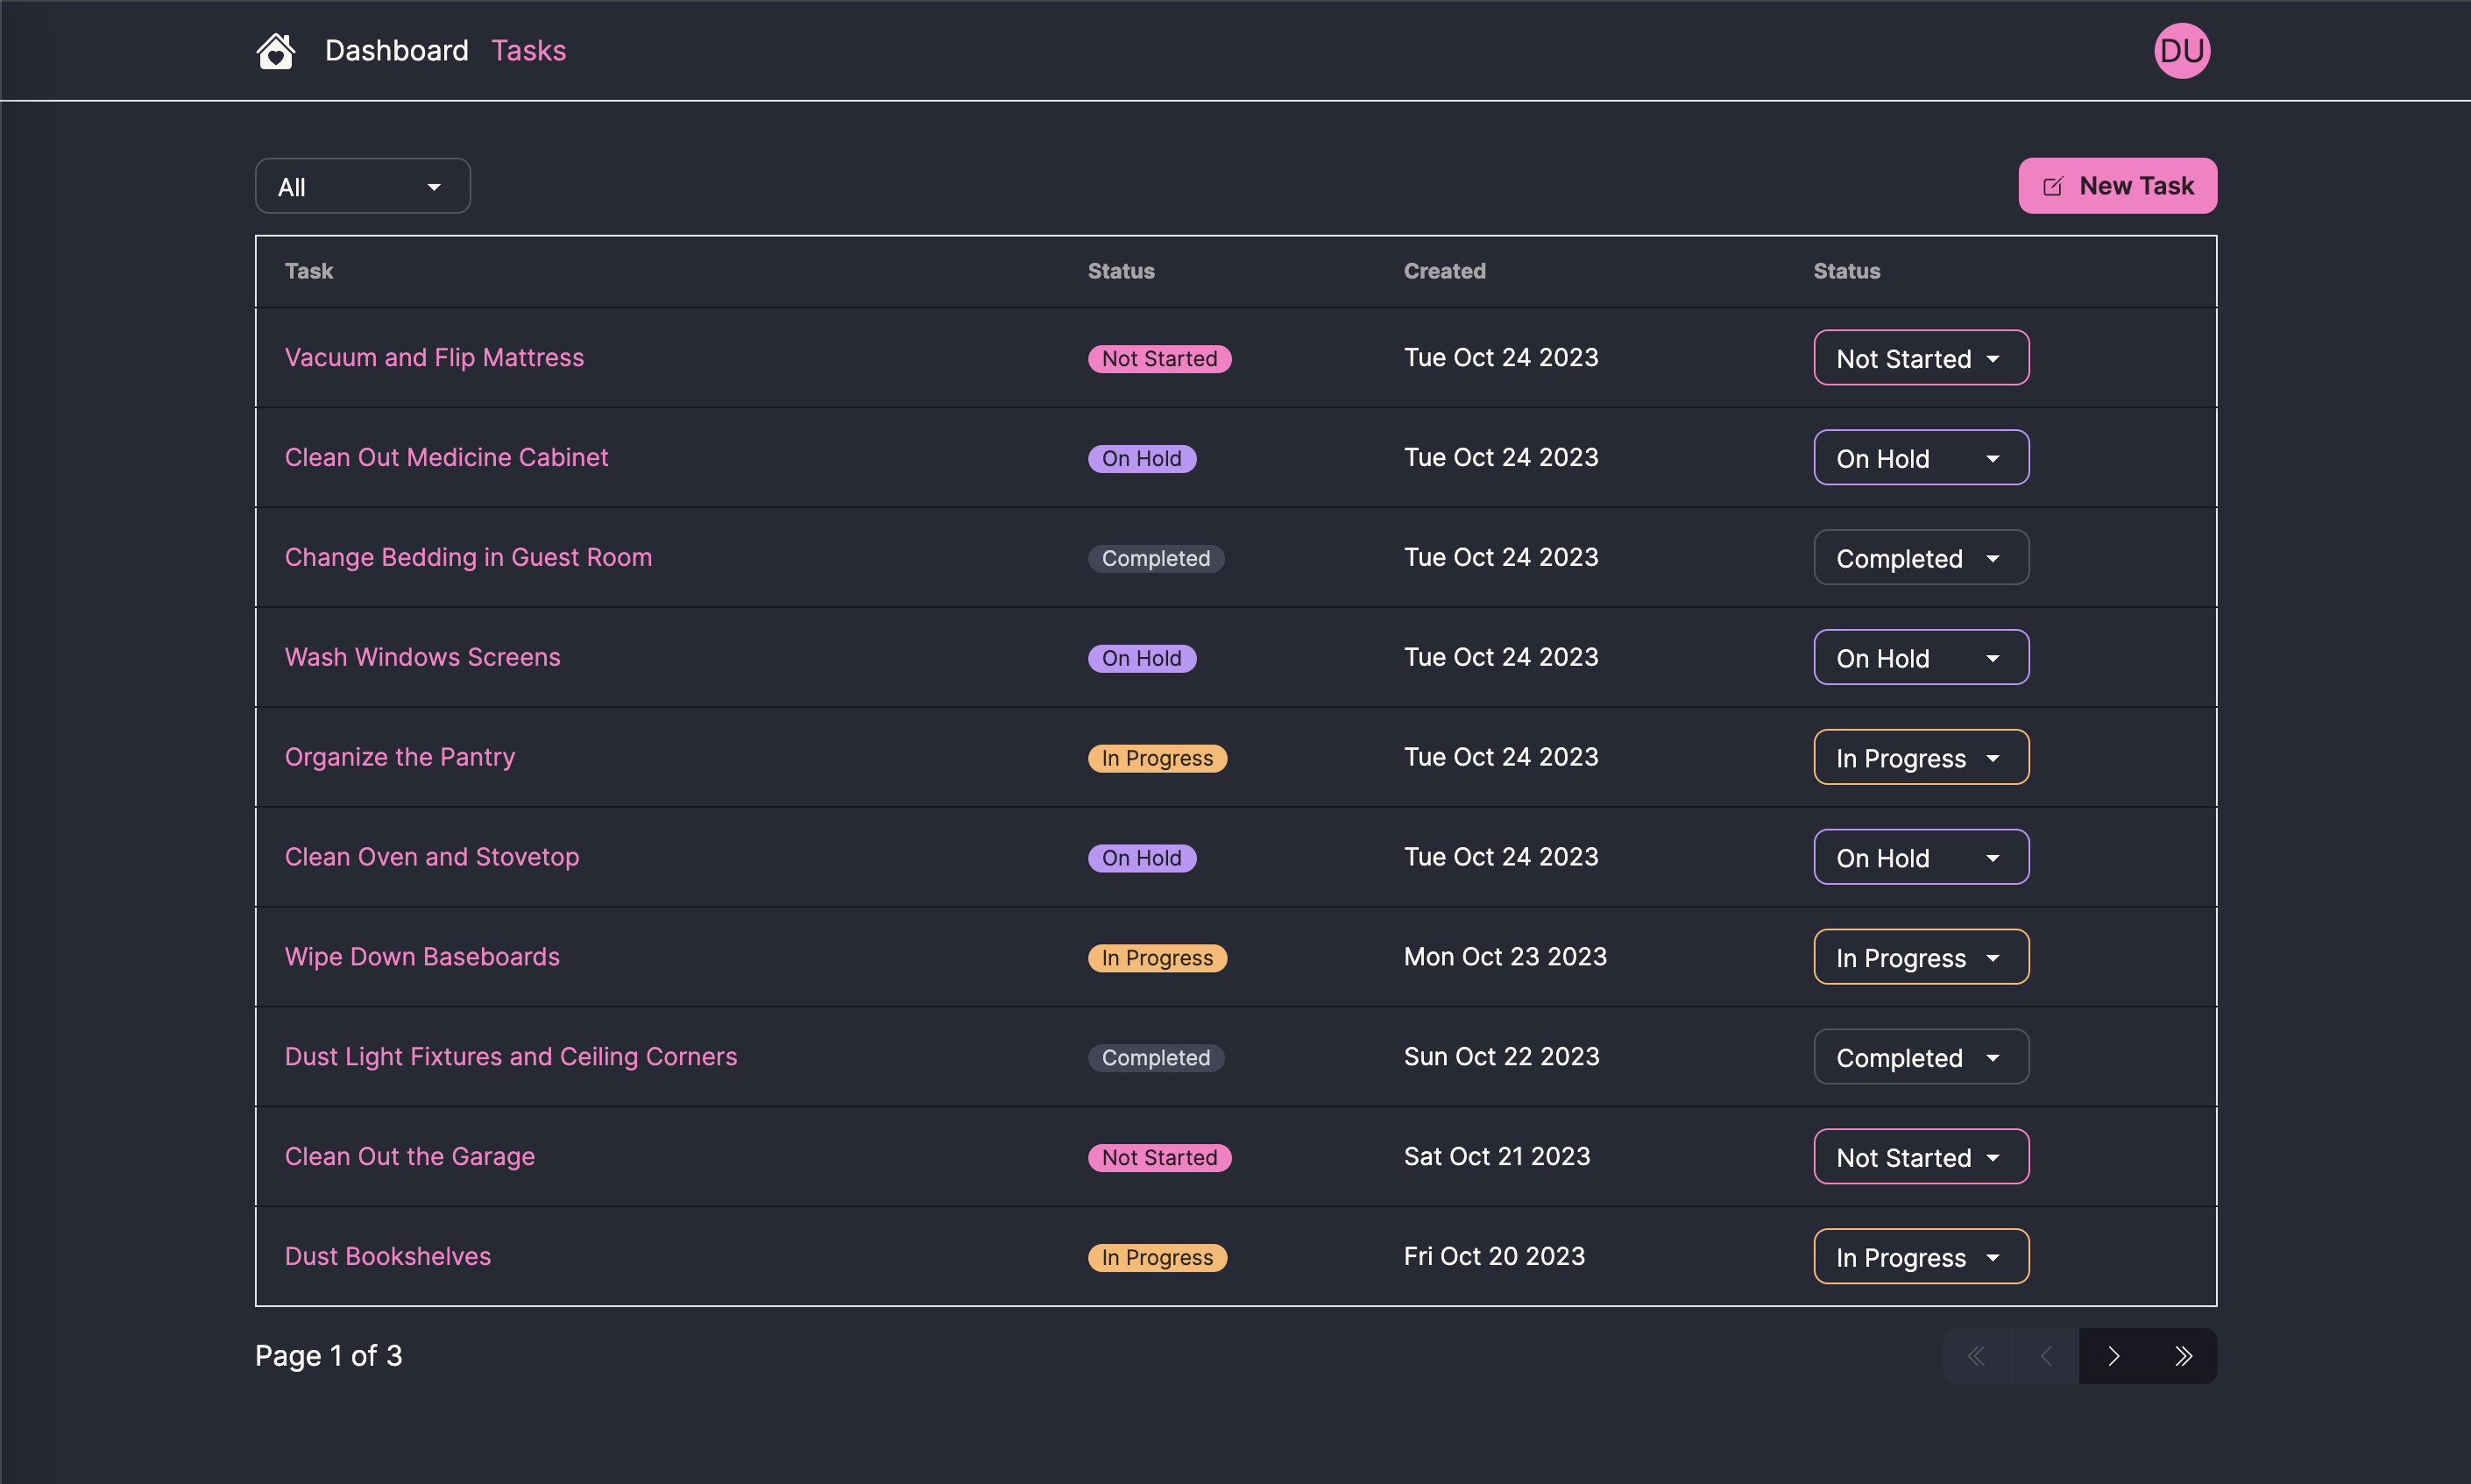 Dashboard Tasks DU
All New Task
Task Status Created Status
Vacuum and Flip Mattress Not Started Tue Oct 24 2023 Not Started
Clean Out Medicine Cabinet On Hold Tue Oct 24 2023 On Hold
Change Bedding in Guest Room Completed Tue Oct 24 2023 Completed
Wash Windows Screens On Hold Tue Oct 24 2023 On Hold
Organize the Pantry In Progress Tue Oct 24 2023 In Progress
Clean Oven and Stovetop On Hold Tue Oct 24 2023 On Hold
Wipe Down Baseboards In Progress Mon Oct 23 2023 In Progress
Dust Light Fixtures and Ceiling Corners Completed Sun Oct 22 2023 Completed
Clean Out the Garage Not Started Sat Oct 21 2023 Not Started
Dust Bookshelves In Progress Fri Oct 20 2023 In Progress
Page 1 of 3